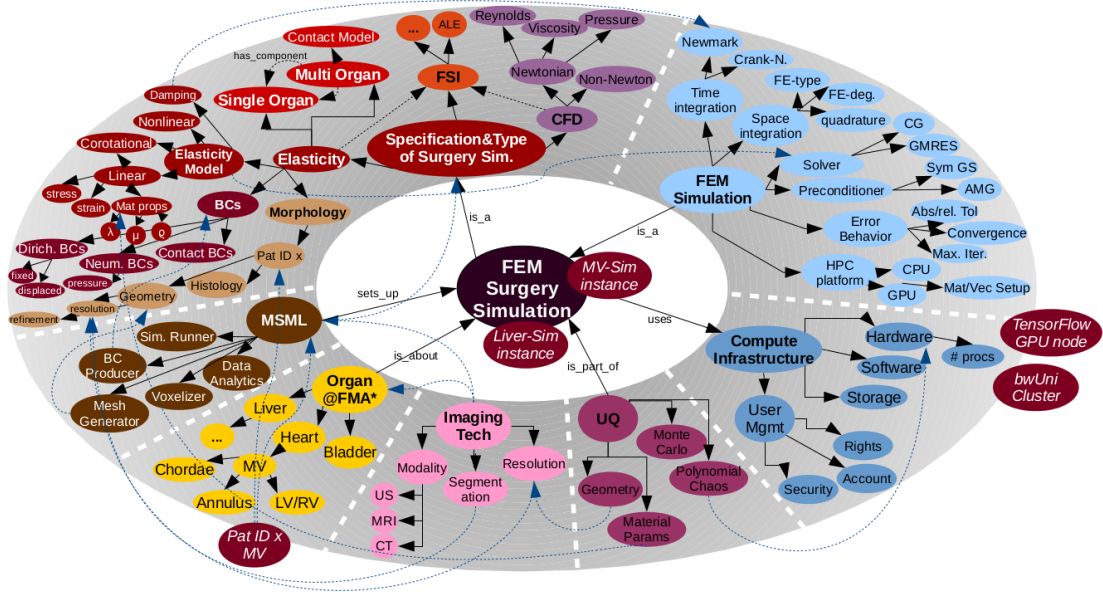 Contact Model
has_component
Multi Organ
Single Organ
Damping
Nonlinear
Corotational
Elasticity
Model
Linear
stress
strain
Mat props
λ
μ
ϱ
Elasticity
BCs
Dirich. BCs
Contact BCs
Neum. BCs
fixed
displaced
pressure
Morphology
Pat ID x
Histology
Geometry
resolution
refinement
...
ALE
FSI
Reynolds
Viscosity
Pressure
Newtonian
Non-Newton
CFD
Specification&Type
of Surgery Sim.
is_a
Newmark
Crank-N.
Time
integration
FE-type
FE-deg.
Space
integration
quadrature
CG
Solver
GMRES
FEM
Simulation
Preconditioner
Sym GS
AMG
Error
Behavior
Abs/rel. Tol
Convergence
Max. Iter.
HPC
platform
CPU
GPU
Mat/Vec Setup
is_a
FEM
Surgery
Simulation
MV-Sim
instance
Liver-Sim
instance
sets_up
uses
is_about
is_part_of
MSML
Sim. Runner
BC
Producer
Data
Analytics
Voxelizer
Mesh
Generator
Organ
@FMA*
Liver
...
Heart
Bladder
Chordae
MV
Annulus
LV/RV
Pat ID x
MV
Imaging
Tech
Modality
Segment
ation
Resolution
US
MRI
CT
UQ
Monte
Carlo
Polynomial
Chaos
Geometry
Material
Params
Compute
Infrastructure
Hardware
# procs
Software
Storage
User
Mgmt
Rights
Account
Security
TensorFlow
GPU node
bwUni
Cluster